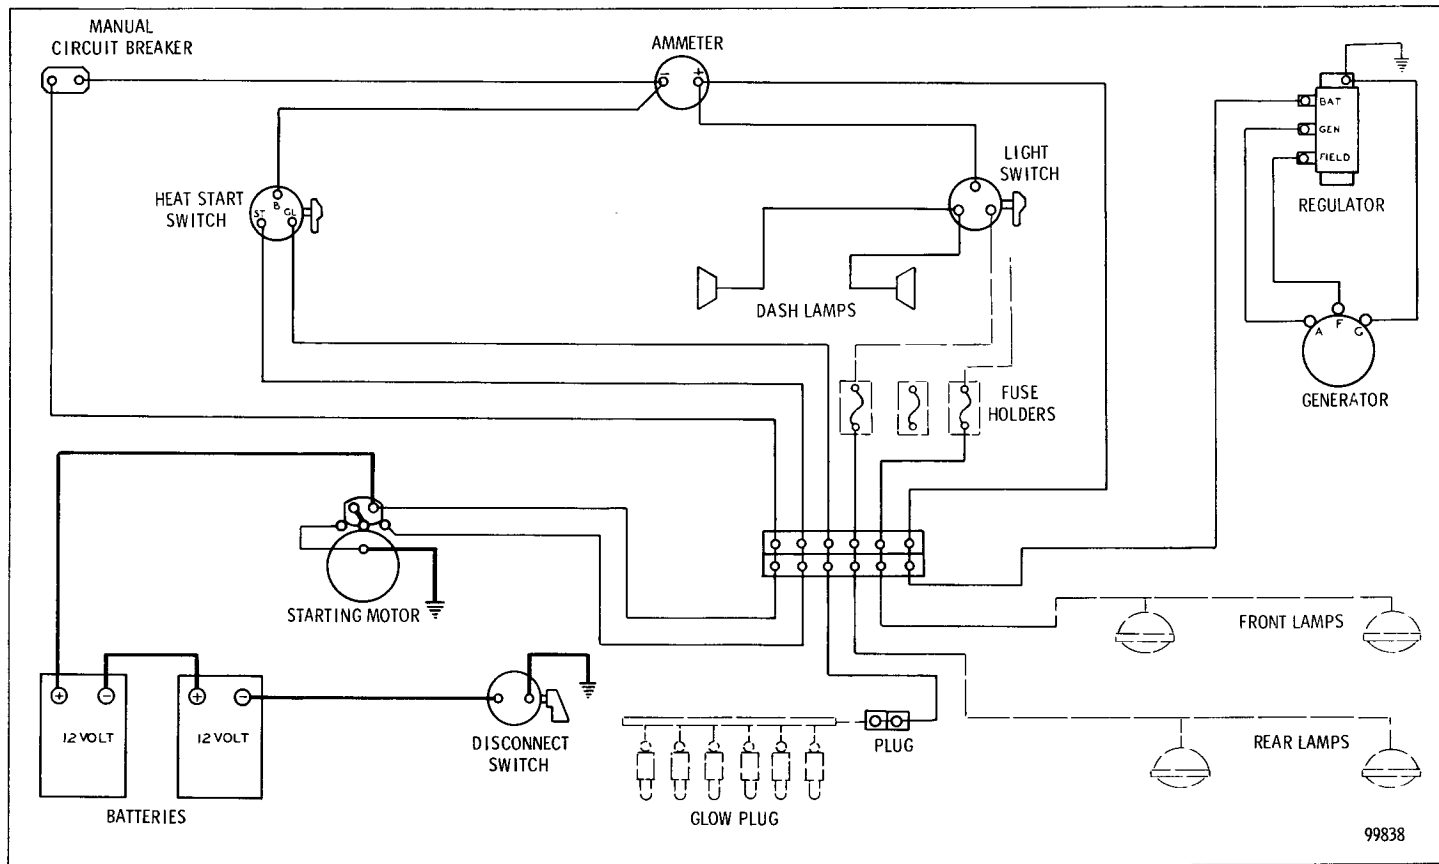 MANUAL
CIRCUIT BREAKER
AMMETER
- +
BAT
GEN
FIELD
REGULATOR
LIGHT
SWITCH
HEAT START
SWITCH
B
ST GL
DASH LAMPS
A F G
GENERATOR
FUSE
HOLDERS
STARTING MOTOR
FRONT LAMPS
+ - + -
12 VOLT 12 VOLT
BATTERIES
DISCONNECT
SWITCH
PLUG
GLOW PLUG
REAR LAMPS
99838